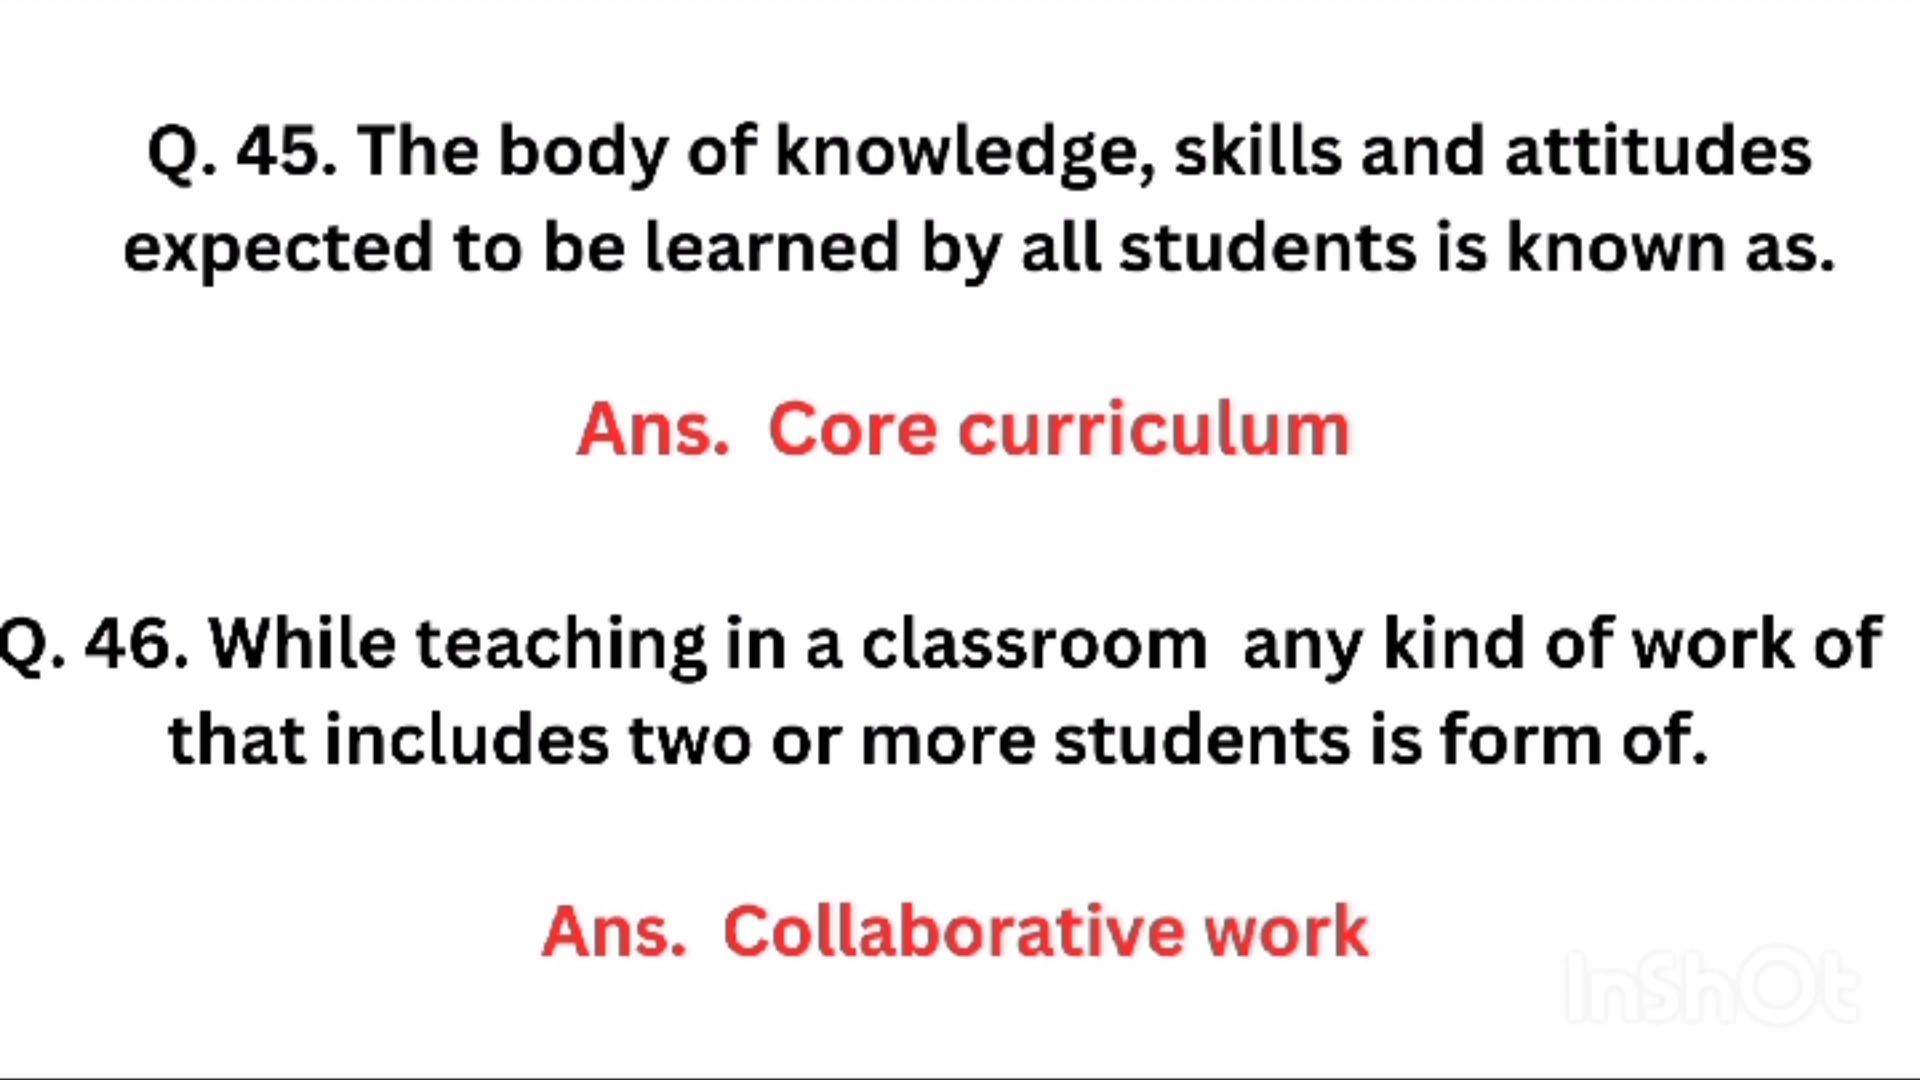 Q. 45. The body of knowledge, skills and attitudes
expected to be learned by all students is known as.
Ans. Core curriculum
Q. 46. While teaching in a classroom any kind of work of
that includes two or more students is form of.
Ans. Collaborative work
InShOt